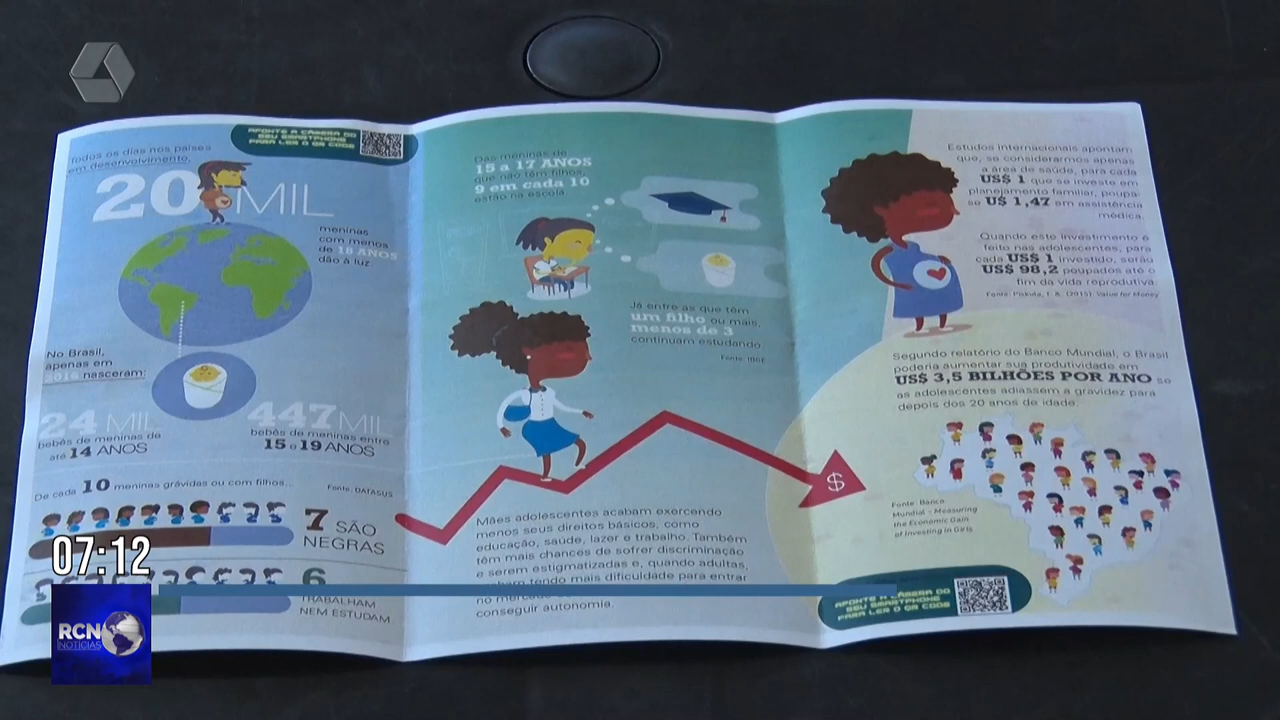 APONTE A CÂMERA DO
SEU SMARTPHONE
PARA LER O QR CODE
Todos os dias nos países
em desenvolvimento,
20 MIL
meninas
com menos
de 18 ANOS
dão à luz.
No Brasil,
apenas em
2016 nasceram:
24 MIL
bebês de meninas de
até 14 ANOS
447 MIL
bebês de meninas entre
15 e 19 ANOS
Fonte: DATASUS
De cada 10 meninas grávidas ou com filhos...
7 SÃO
NEGRAS
6
TRABALHAM
NEM ESTUDAM
Das meninas de
15 a 17 ANOS
que não têm filhos,
9 em cada 10
estão na escola.
Já entre as que têm
um filho ou mais,
menos de 3
continuam estudando.
Fonte: IBGE
Mães adolescentes acabam exercendo
menos seus direitos básicos, como
educação, saúde, lazer e trabalho. Também
têm mais chances de sofrer discriminação
e serem estigmatizadas e, quando adultas,
tendo mais dificuldade para entrar
no
conseguir autonomia.
Estudos internacionais apontam
que, se considerarmos apenas
a área de saúde, para cada
US$ 1 que se investe em
planejamento familiar, poupa-
se U$ 1,47 em assistência
médica.
Quando este investimento é
feito nas adolescentes, para
cada US$ 1 investido, serão
US$ 98,2 poupados até o
fim da vida reprodutiva.
(2015). Value for Money
Segundo relatório do Banco Mundial, o Brasil
poderia aumentar sua produtividade em
US$ 3,5 BILHÕES POR ANO se
as adolescentes adiassem a gravidez para
depois dos 20 anos de idade.
$
Fonte: Banco
Mundial - Measuring
the Economic Gain
of Investing in Girls
APONTE A CÂMERA DO
SEU SMARTPHONE
PARA LER O QR CODE
07:12
RCN
NOTÍCIAS